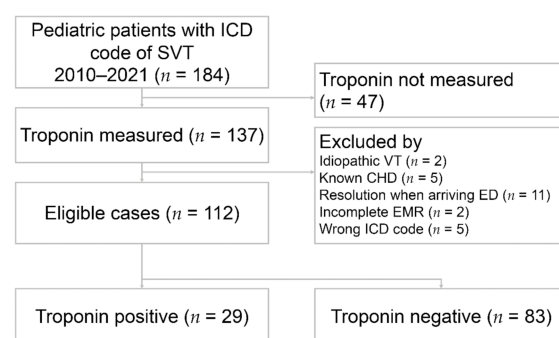 Pediatric patients with ICD
code of SVT
2010–2021 (n = 184)
Troponin not measured
(n = 47)
Troponin measured (n = 137)
Excluded by
Idiopathic VT (n = 2)
Known CHD (n = 5)
Resolution when arriving ED (n = 11)
Incomplete EMR (n = 2)
Wrong ICD code (n = 5)
Eligible cases (n = 112)
Troponin positive (n = 29)
Troponin negative (n = 83)